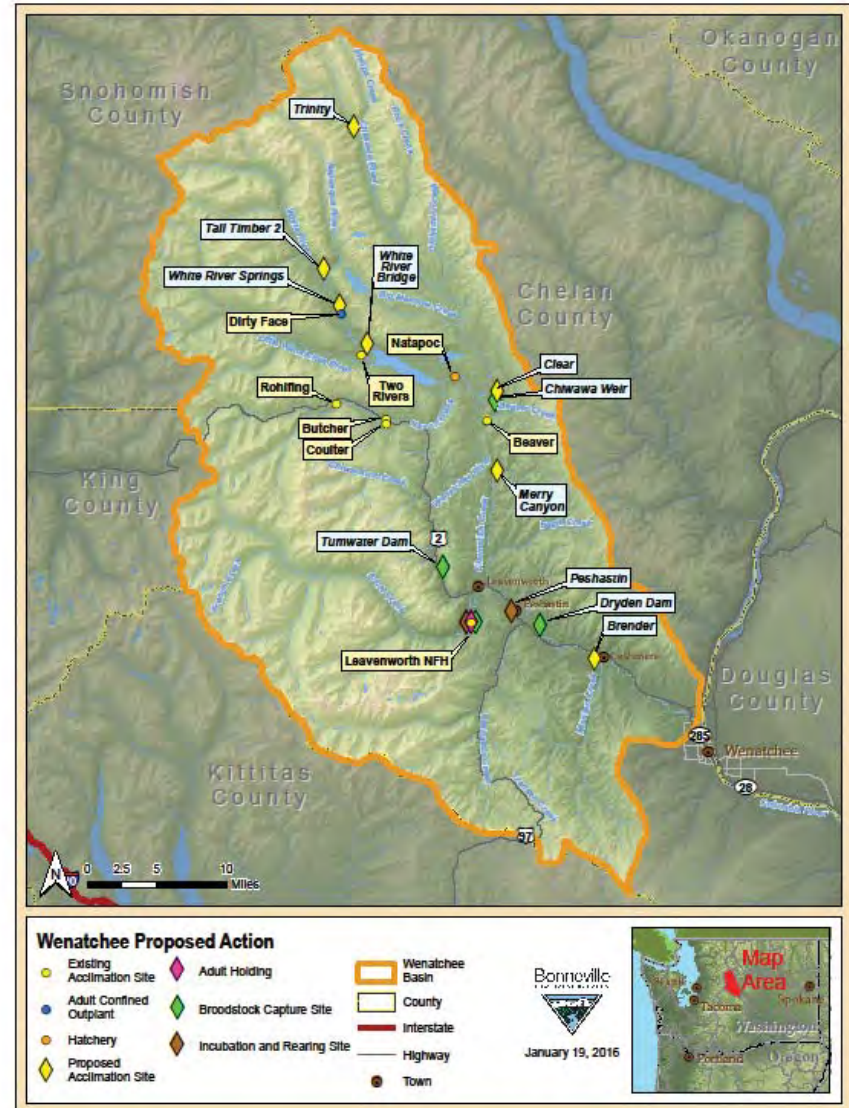 Okanogan
County
Snohomish
County
Trinity
Tall Timber 2
White
River
Bridge
White River Springs
Chelan
County
Dirty Face
Natapoc
Clear
Chiwawa Weir
Rohlfing
Two
Rivers
Butcher
Coulter
Beaver
King
County
Merry
Canyon
2
Tumwater Dam
Leavenworth
Peshastin
Peshastin
Dryden Dam
Brender
Cashmere
Leavenworth NFH
Douglas
County
285
Wenatchee
Kittitas
County
28
97
N
0 2.5 5 10
Miles
Wenatchee Proposed Action
Existing
Acclimation Site
Adult Confined
Outplant
Hatchery
Proposed
Acclimation Site
Adult Holding
Broodstock Capture Site
Incubation and Rearing Site
Wenatchee
Basin
County
Interstate
Highway
Town
Bonneville
January 19, 2016
Map
Area
Tacoma
Spokane
Washington
Portland
Oregon